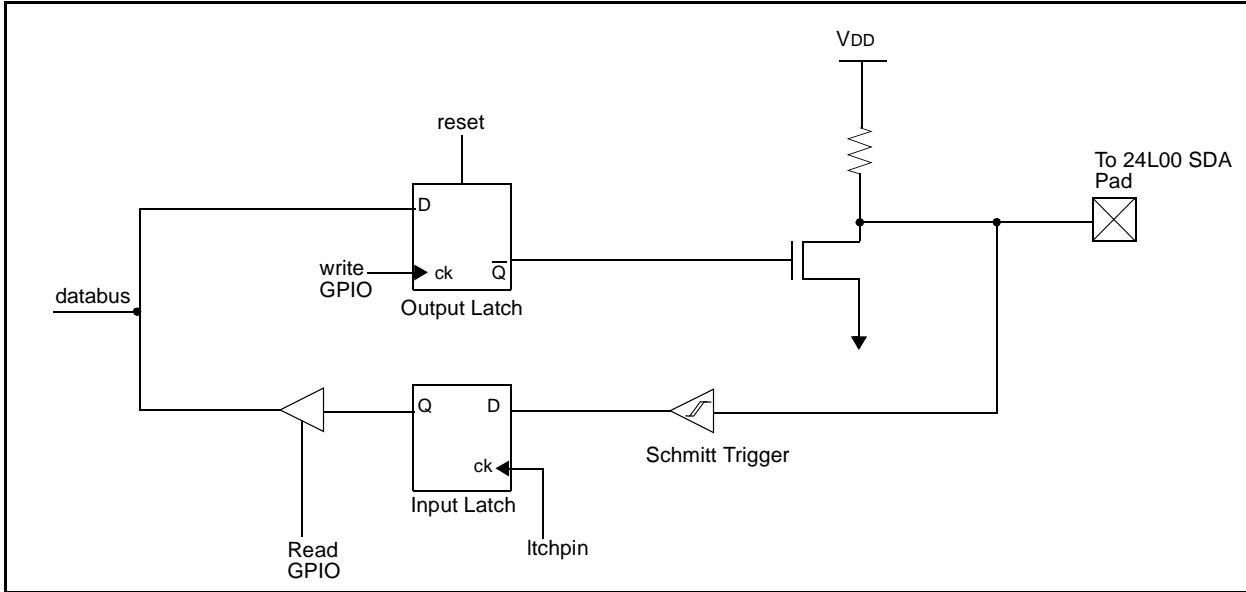 VDD
reset
To 24L00 SDA
Pad
D
write
GPIO
ck
Q
databus
Output Latch
Q
D
Schmitt Trigger
ck
Input Latch
Read
GPIO
ltchpin